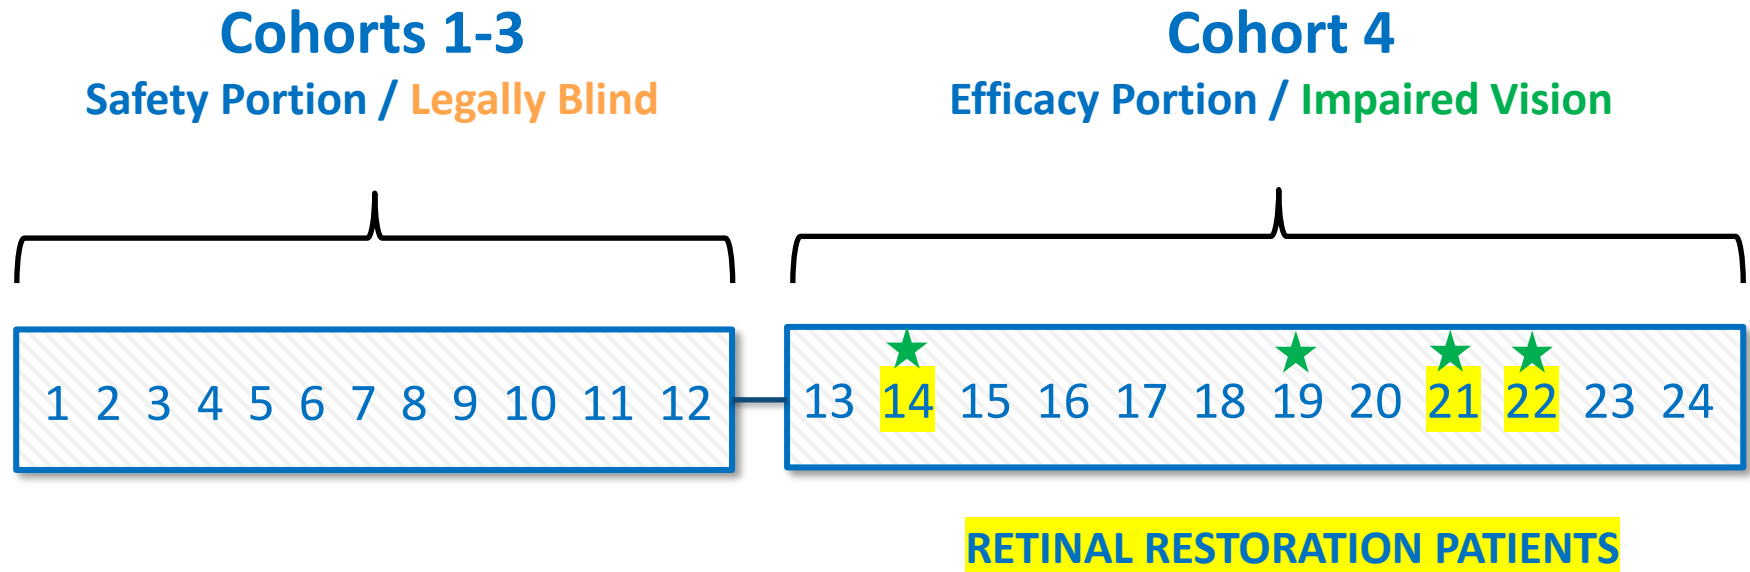 Cohorts 1-3
Safety Portion / Legally Blind
Cohort 4
Efficacy Portion / Impaired Vision
1 2 3 4 5 6 7 8 9 10 11 12
13 14 15 16 17 18 19 20 21 22 23 24
RETINAL RESTORATION PATIENTS